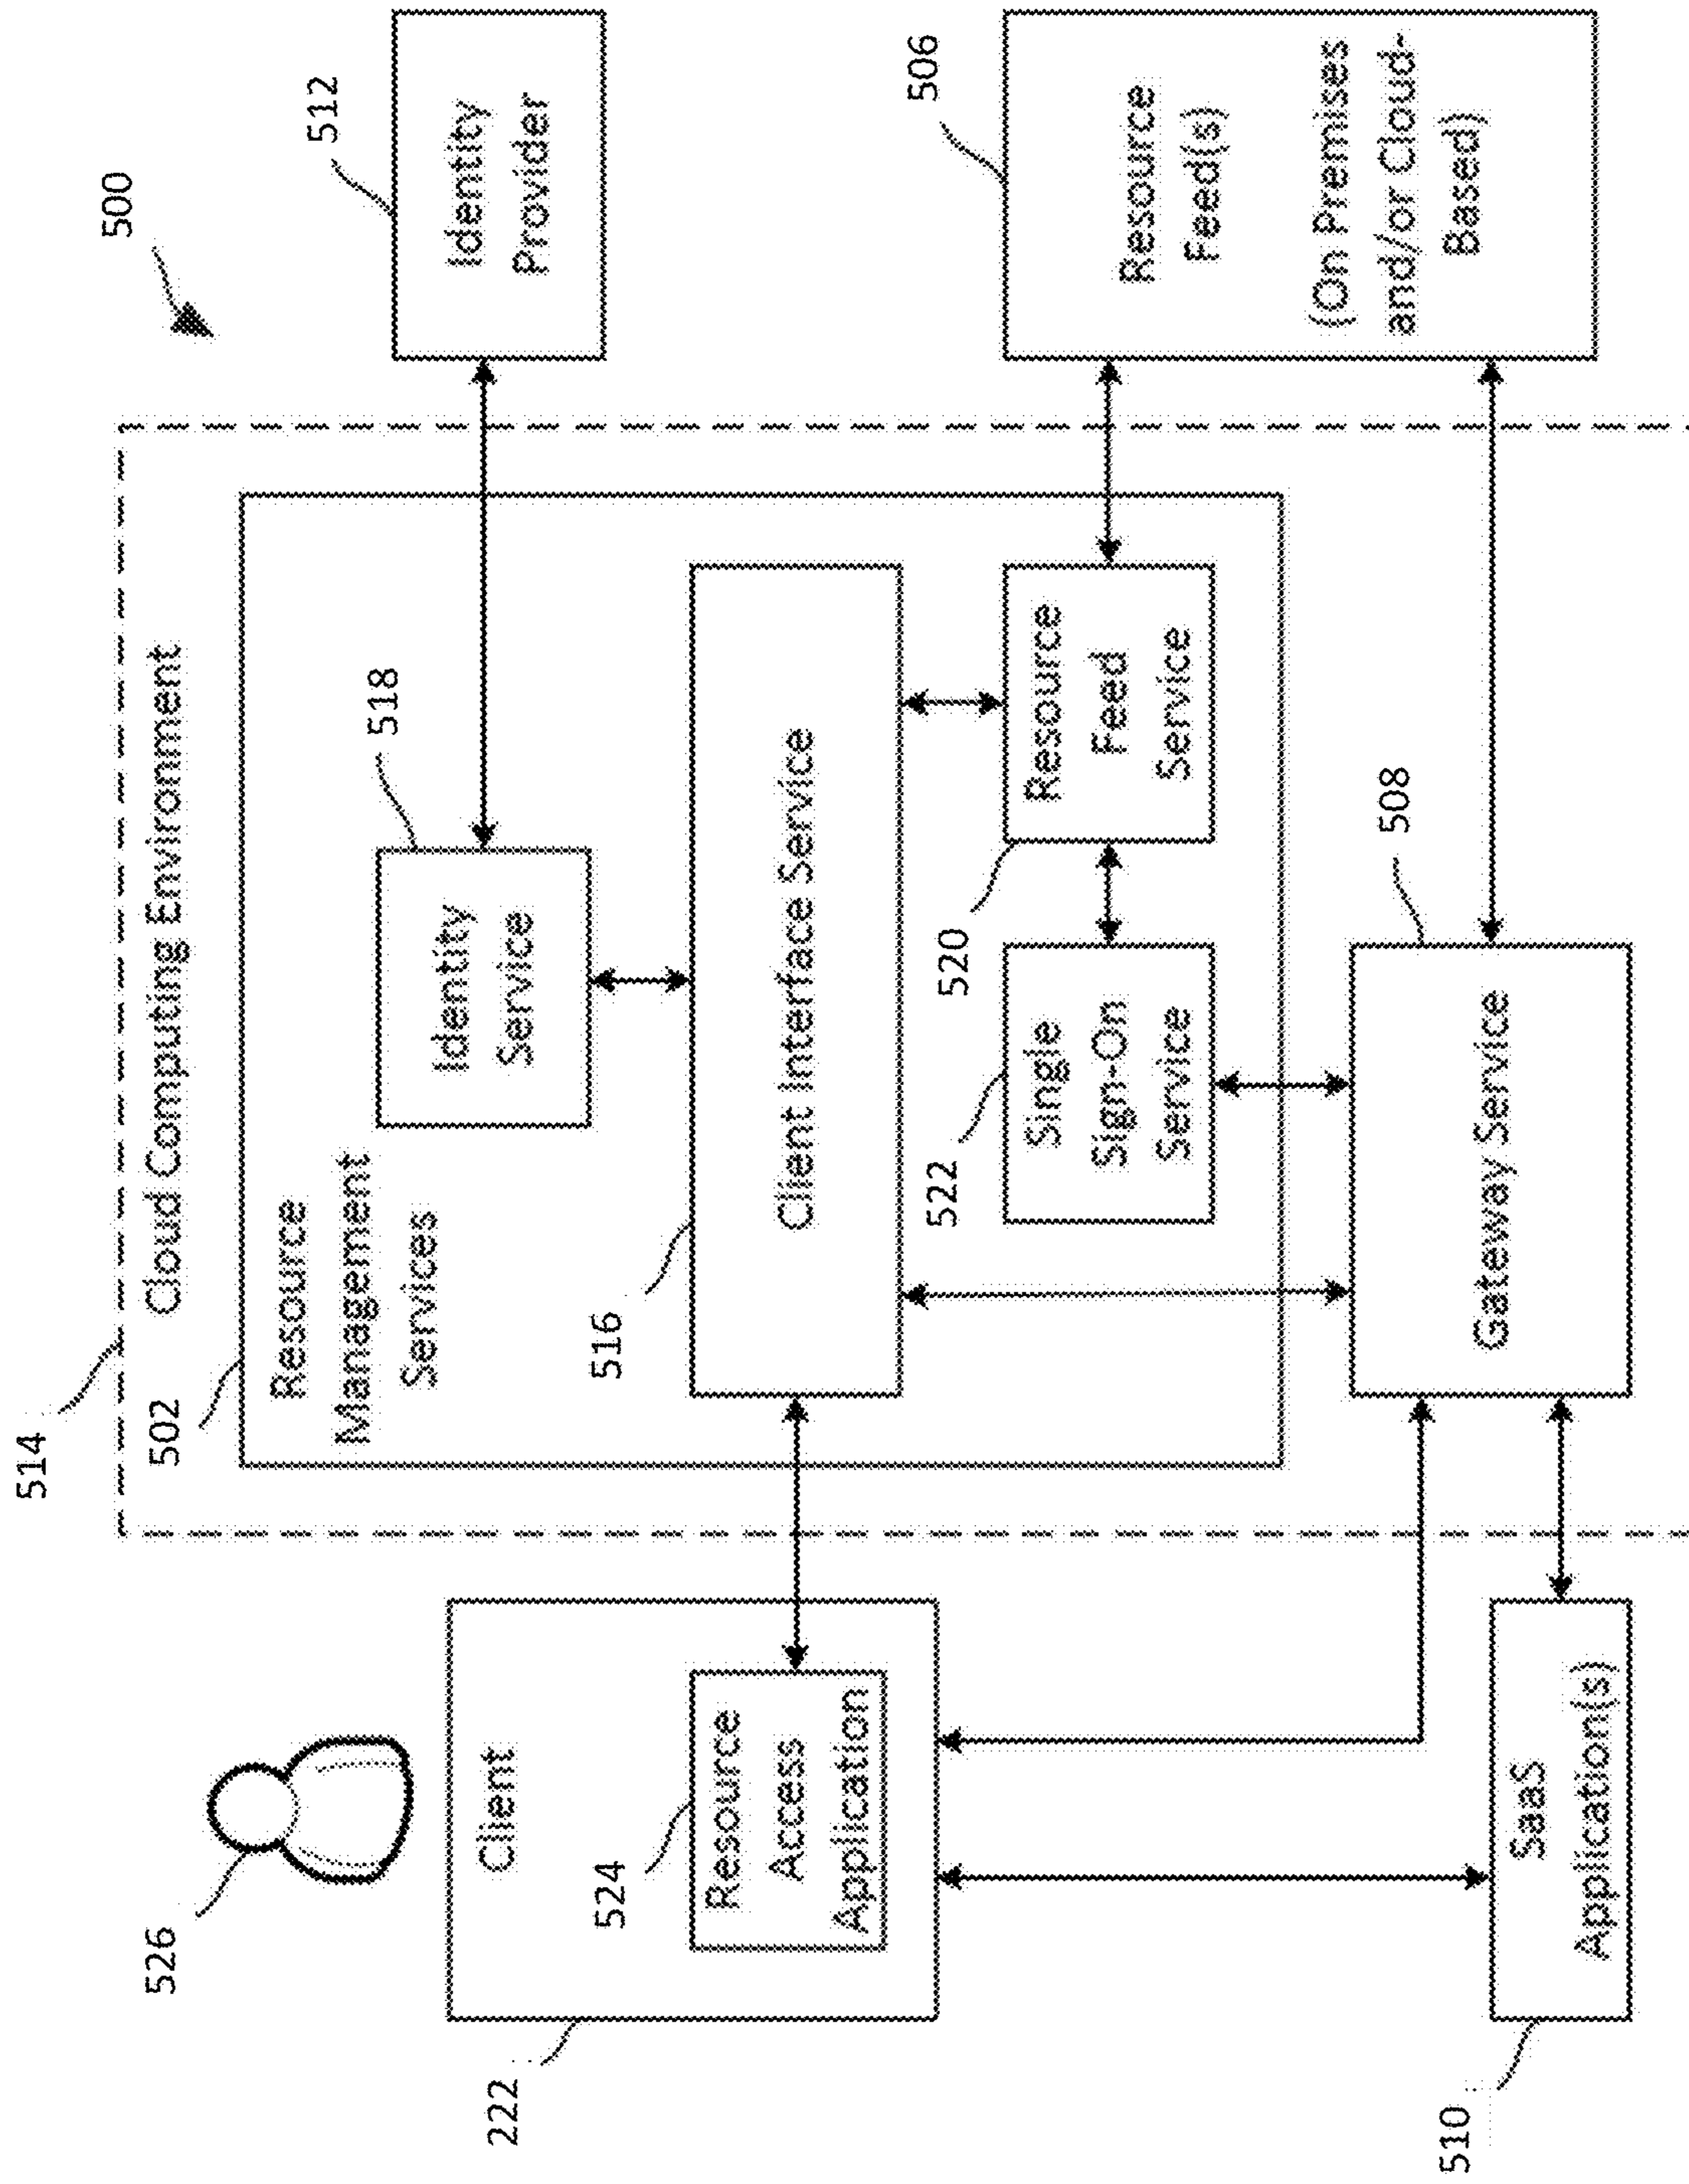 500
514
Cloud Computing Environment
526
502
Resource
Management
Services
518
Identity
Service
512
Identity
Provider
222
Client
524
Resource
Access
Application
516
Client Interface Service
522
Single
Sign-On
Service
520
Resource
Feed
Service
506
Resource
Feed(s)
(On Premises
and/or Cloud-
Based)
510
SaaS
Application(s)
508
Gateway Service